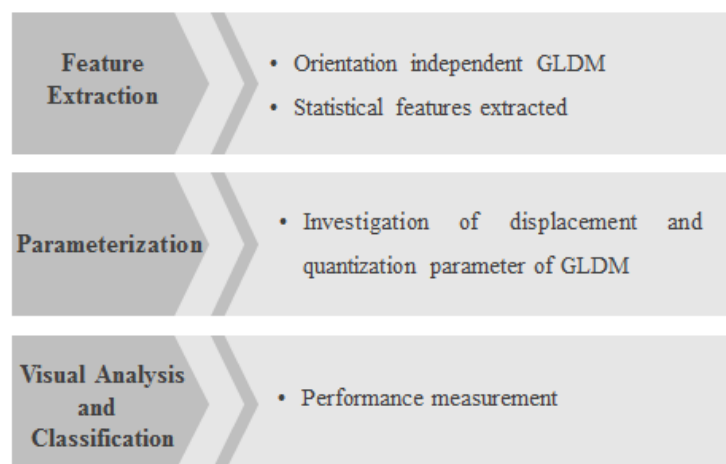 Feature
Extraction
• Orientation independent GLDM
• Statistical features extracted
Parameterization
• Investigation of displacement and
quantization parameter of GLDM
Visual Analysis
and
Classification
• Performance measurement